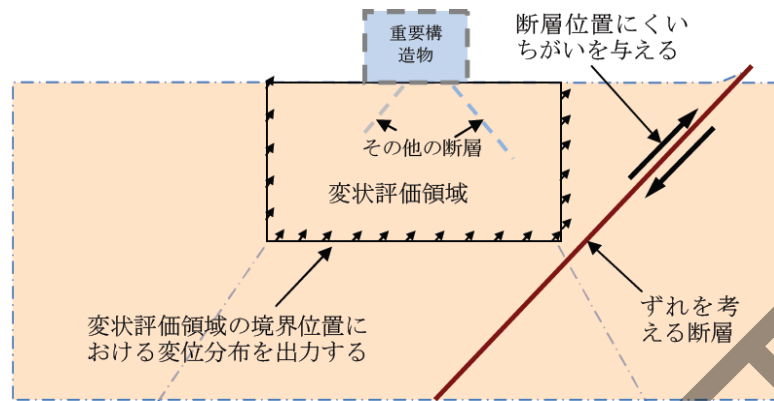 重要構
造物
断層位置にくい
ちがいを与える
その他の断層
変状評価領域
変状評価領域の境界位置に
おける変位分布を出力する
ずれを考
える断層